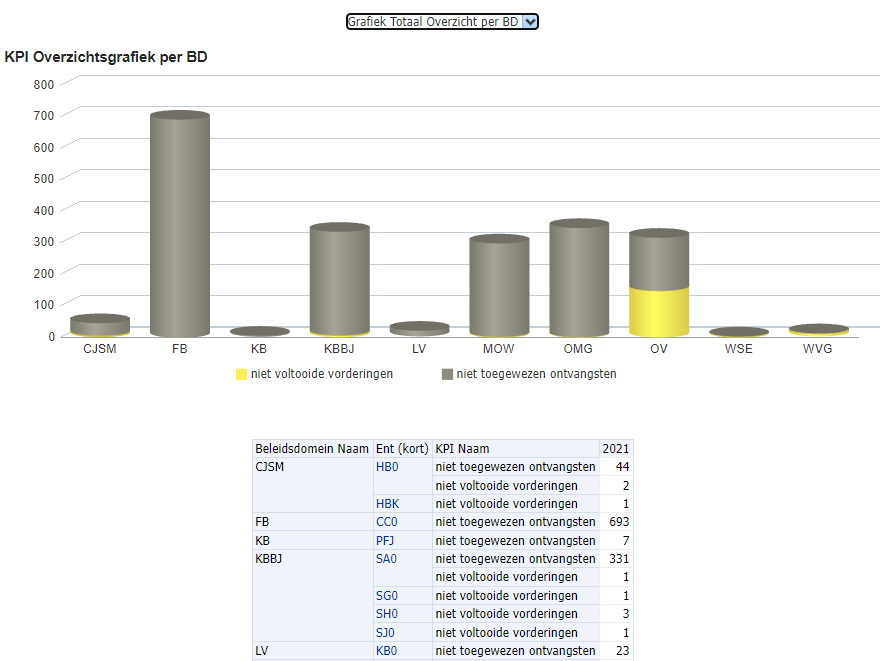 Grafiek Totaal Overzicht per BD
KPI Overzichtsgrafiek per BD
800
700
600
500
400
300
200
100
0
CJSM FB KB KBBJ LV MOW OMG OV WSE WVG
niet voltooide vorderingen niet toegewezen ontvangsten
Beleidsdomein Naam Ent (kort) KPI Naam 2021
CJSM HB0 niet toegewezen ontvangsten 44
niet voltooide vorderingen 2
HBK niet voltooide vorderingen 1
FB CC0 niet toegewezen ontvangsten 693
KB PFJ niet toegewezen ontvangsten 7
KBBJ SA0 niet toegewezen ontvangsten 331
niet voltooide vorderingen 1
SG0 niet voltooide vorderingen 1
SH0 niet voltooide vorderingen 3
SJ0 niet voltooide vorderingen 1
LV KB0 niet toegewezen ontvangsten 23